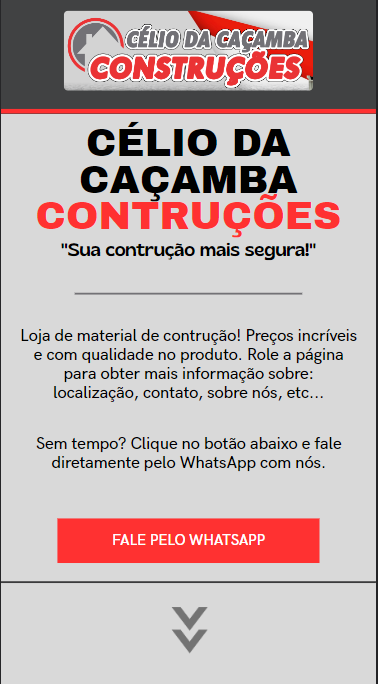 CÉLIO DA CAÇAMBA
CONSTRUÇÕES
CÉLIO DA
CAÇAMBA
CONTRUÇÕES
"Sua contrução mais segura!"
Loja de material de contrução! Preços incríveis
e com qualidade no produto. Role a página
para obter mais informação sobre:
localização, contato, sobre nós, etc...
Sem tempo? Clique no botão abaixo e fale
diretamente pelo WhatsApp com nós.
FALE PELO WHATSAPP